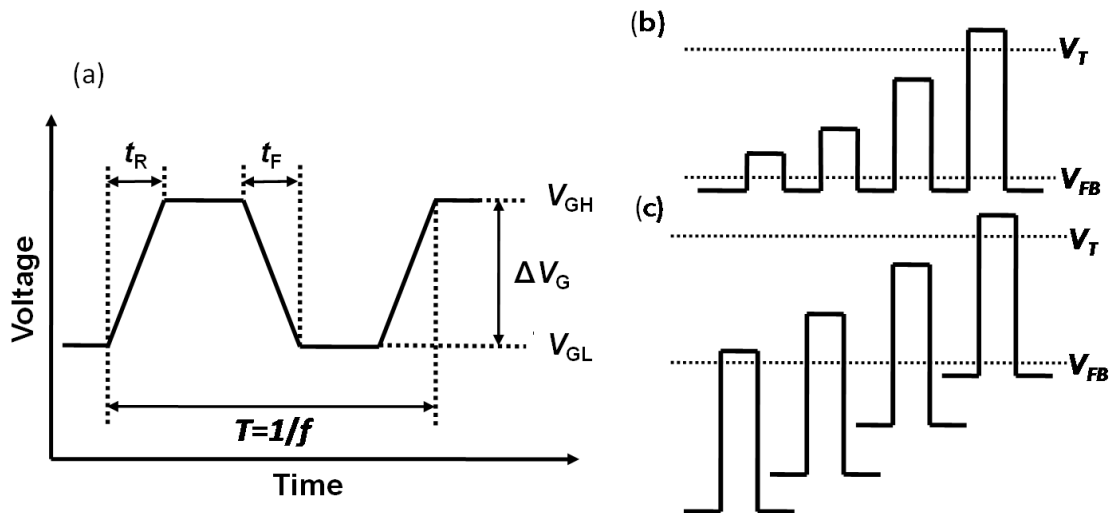 (a)
t_R
t_F
V_GH
ΔV_G
V_GL
T=1/f
Voltage
Time
(b)
V_T
V_FB
(c)
V_T
V_FB